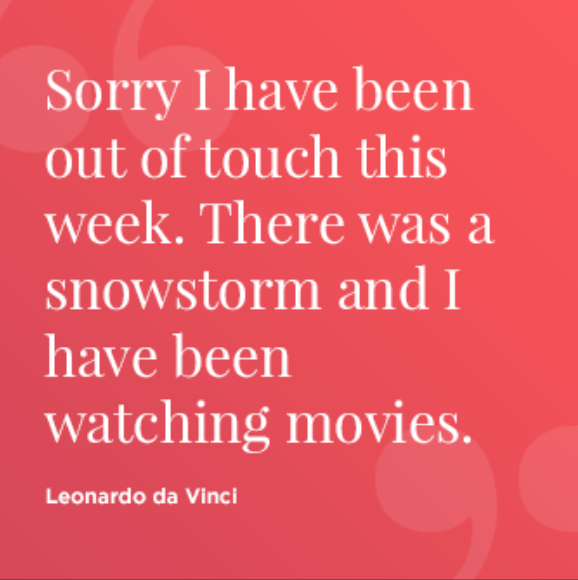 Sorry I have been
out of touch this
week. There was a
snowstorm and I
have been
watching movies.
Leonardo da Vinci